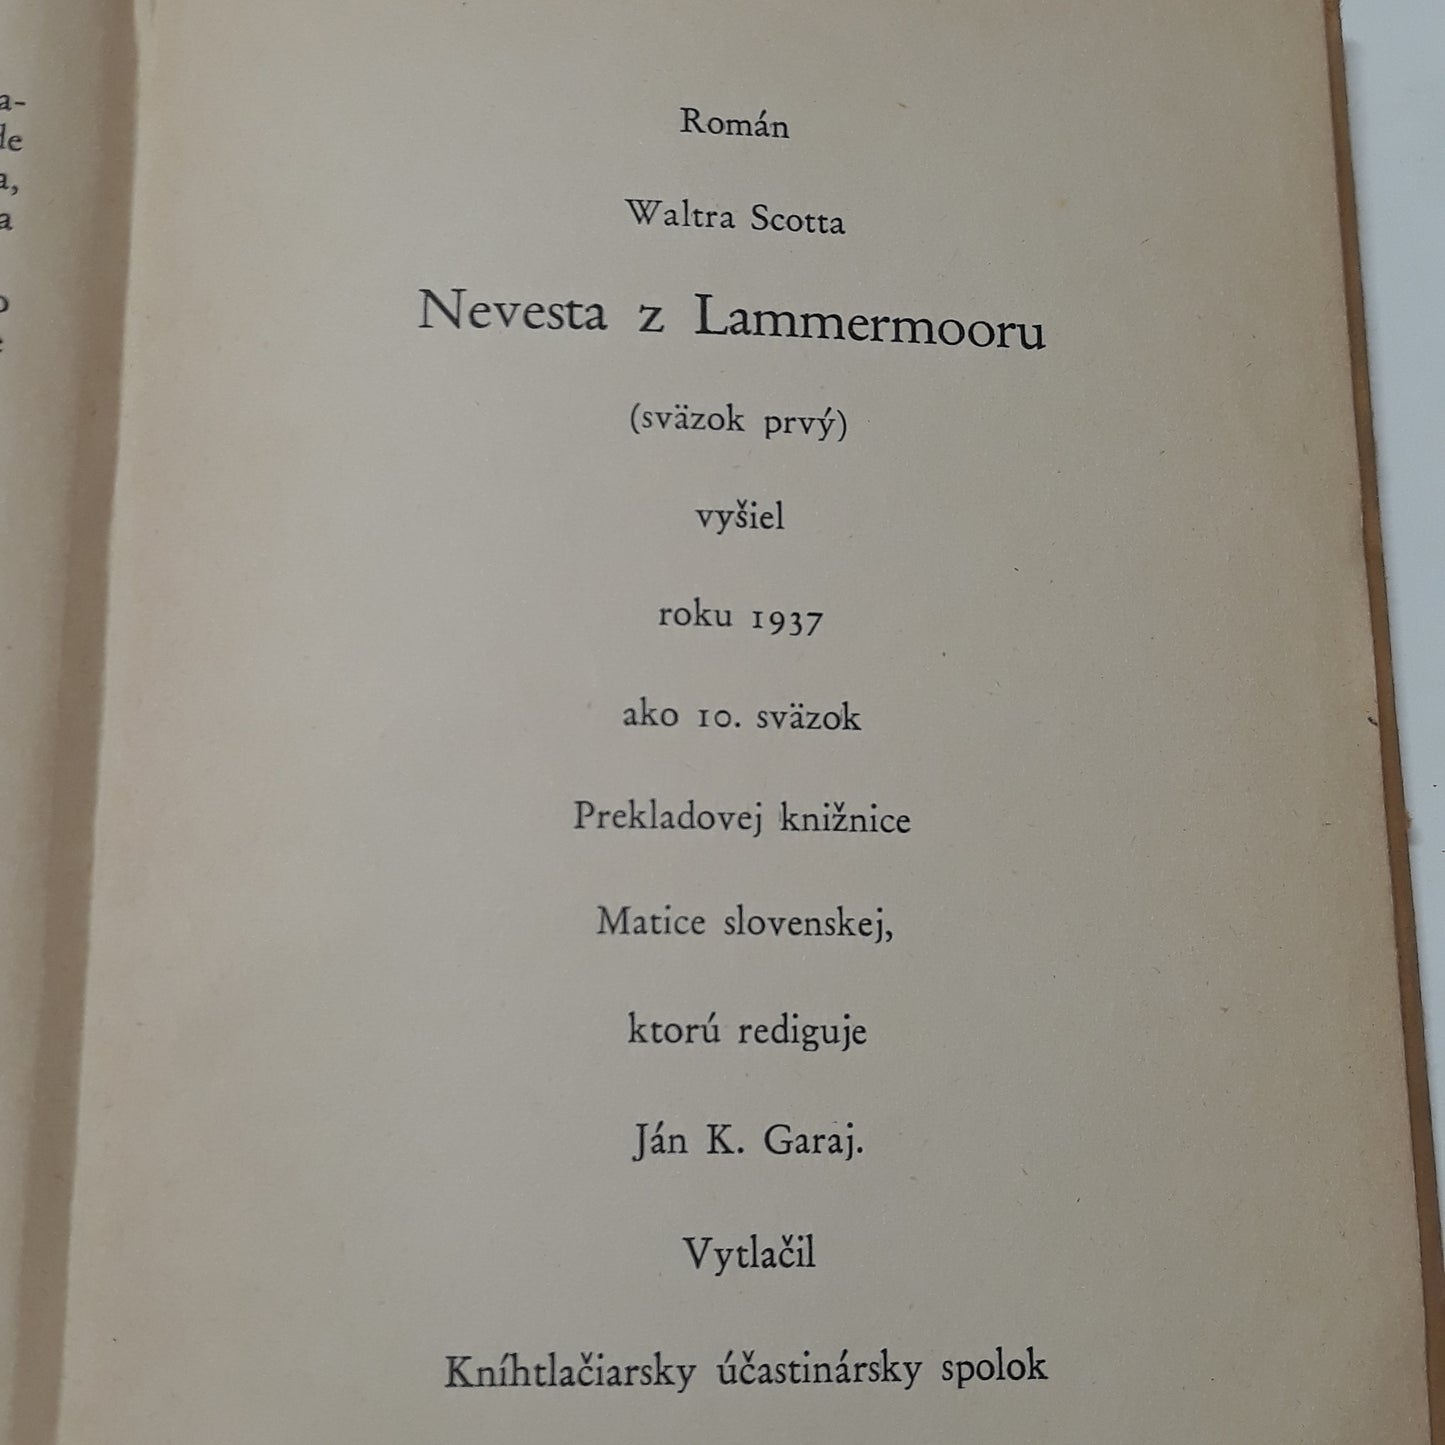 a-
de
a,
a
o
e
Román
Waltra Scotta
Nevesta z Lammermooru
(sväzok prvý)
vyšiel
roku 1937
ako 10. sväzok
Prekladovej knižnice
Matice slovenskej,
ktorú rediguje
Ján K. Garaj.
Vytlačil
Kníhtlačiarsky účastinársky spolok